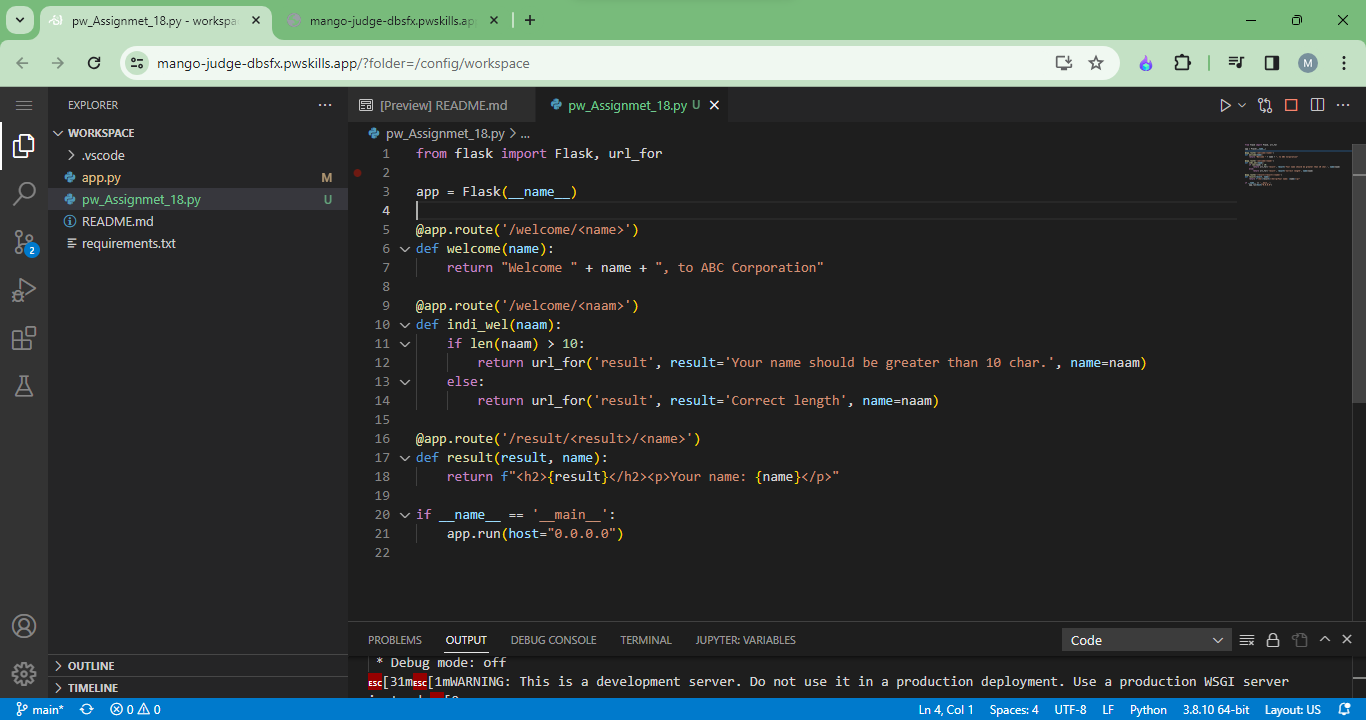 pw_Assignmet_18.py - workspa
mango-judge-dbsfx.pwskills.ap
mango-judge-dbsfx.pwskills.app/?folder=/config/workspace
M
EXPLORER
WORKSPACE
.vscode
app.py M
pw_Assignmet_18.py U
README.md
requirements.txt
2
OUTLINE
TIMELINE
[Preview] README.md
pw_Assignmet_18.py U
pw_Assignmet_18.py > ...
1 from flask import Flask, url_for
2
3 app = Flask(__name__)
4
5 @app.route('/welcome/<name>')
6 def welcome(name):
7 return "Welcome " + name + ", to ABC Corporation"
8
9 @app.route('/welcome/<naam>')
10 def indi_wel(naam):
11 if len(naam) > 10:
12 return url_for('result', result='Your name should be greater than 10 char.', name=naam)
13 else:
14 return url_for('result', result='Correct length', name=naam)
15
16 @app.route('/result/<result>/<name>')
17 def result(result, name):
18 return f"<h2>{result}</h2><p>Your name: {name}</p>"
19
20 if __name__ == '__main__':
21 app.run(host="0.0.0.0")
22
PROBLEMS OUTPUT DEBUG CONSOLE TERMINAL JUPYTER: VARIABLES
Code
* Debug mode: off
ESC[31mESC[1mWARNING: This is a development server. Do not use it in a production deployment. Use a production WSGI server
main* 0 0 Ln 4, Col 1 Spaces: 4 UTF-8 LF Python 3.8.10 64-bit Layout: US